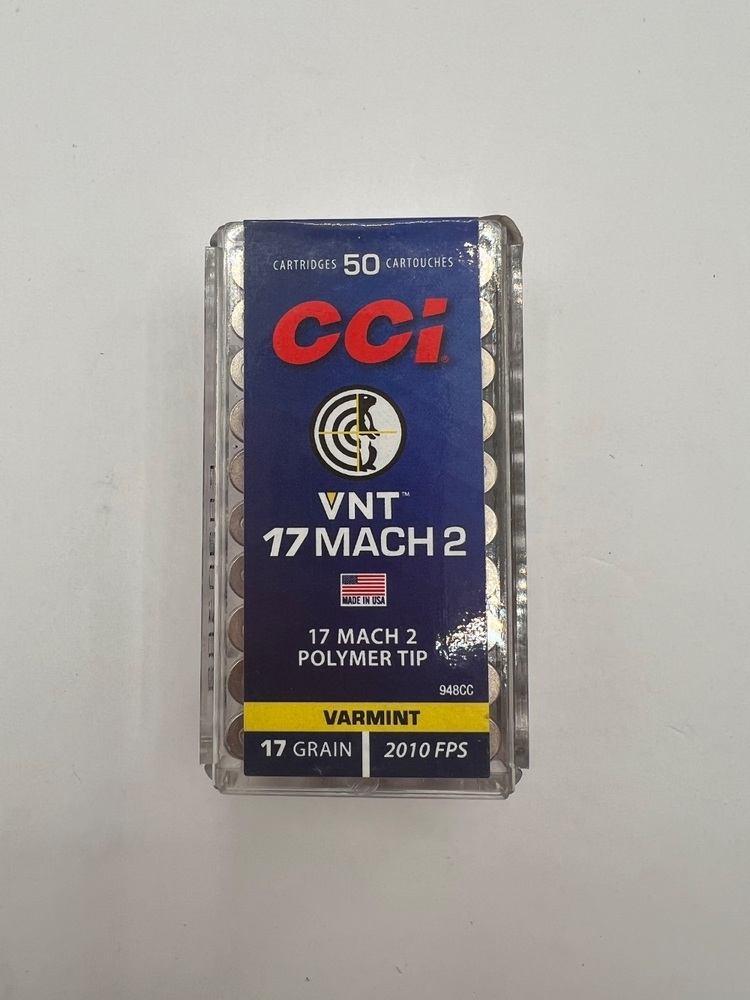 CARTRIDGES 50 CARTOUCHES
CCI®
VNT™
17 MACH 2
MADE IN USA
17 MACH 2
POLYMER TIP
948CC
VARMINT
17 GRAIN 2010 FPS